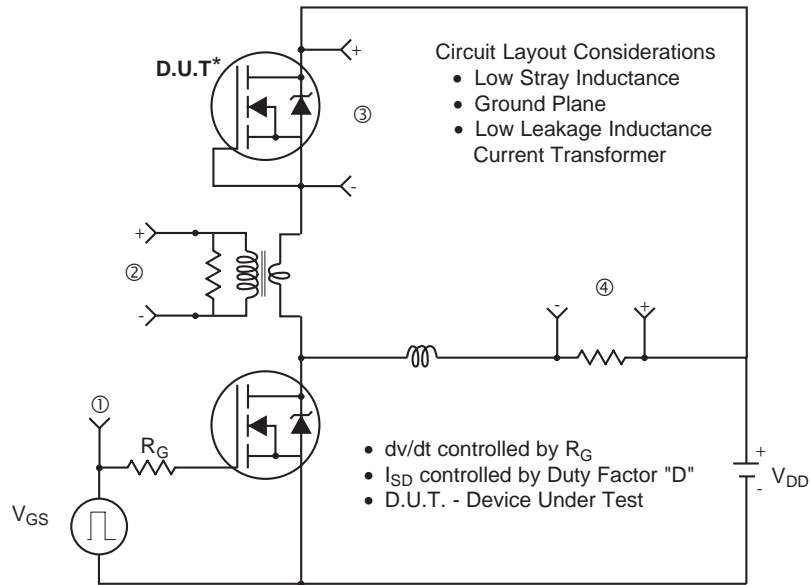 D.U.T*
+
③
-
Circuit Layout Considerations
• Low Stray Inductance
• Ground Plane
• Low Leakage Inductance
Current Transformer
+
②
-
④
-
+
①
R_G
V_GS
• dv/dt controlled by R_G
• I_SD controlled by Duty Factor "D"
• D.U.T. - Device Under Test
+
V_DD
-